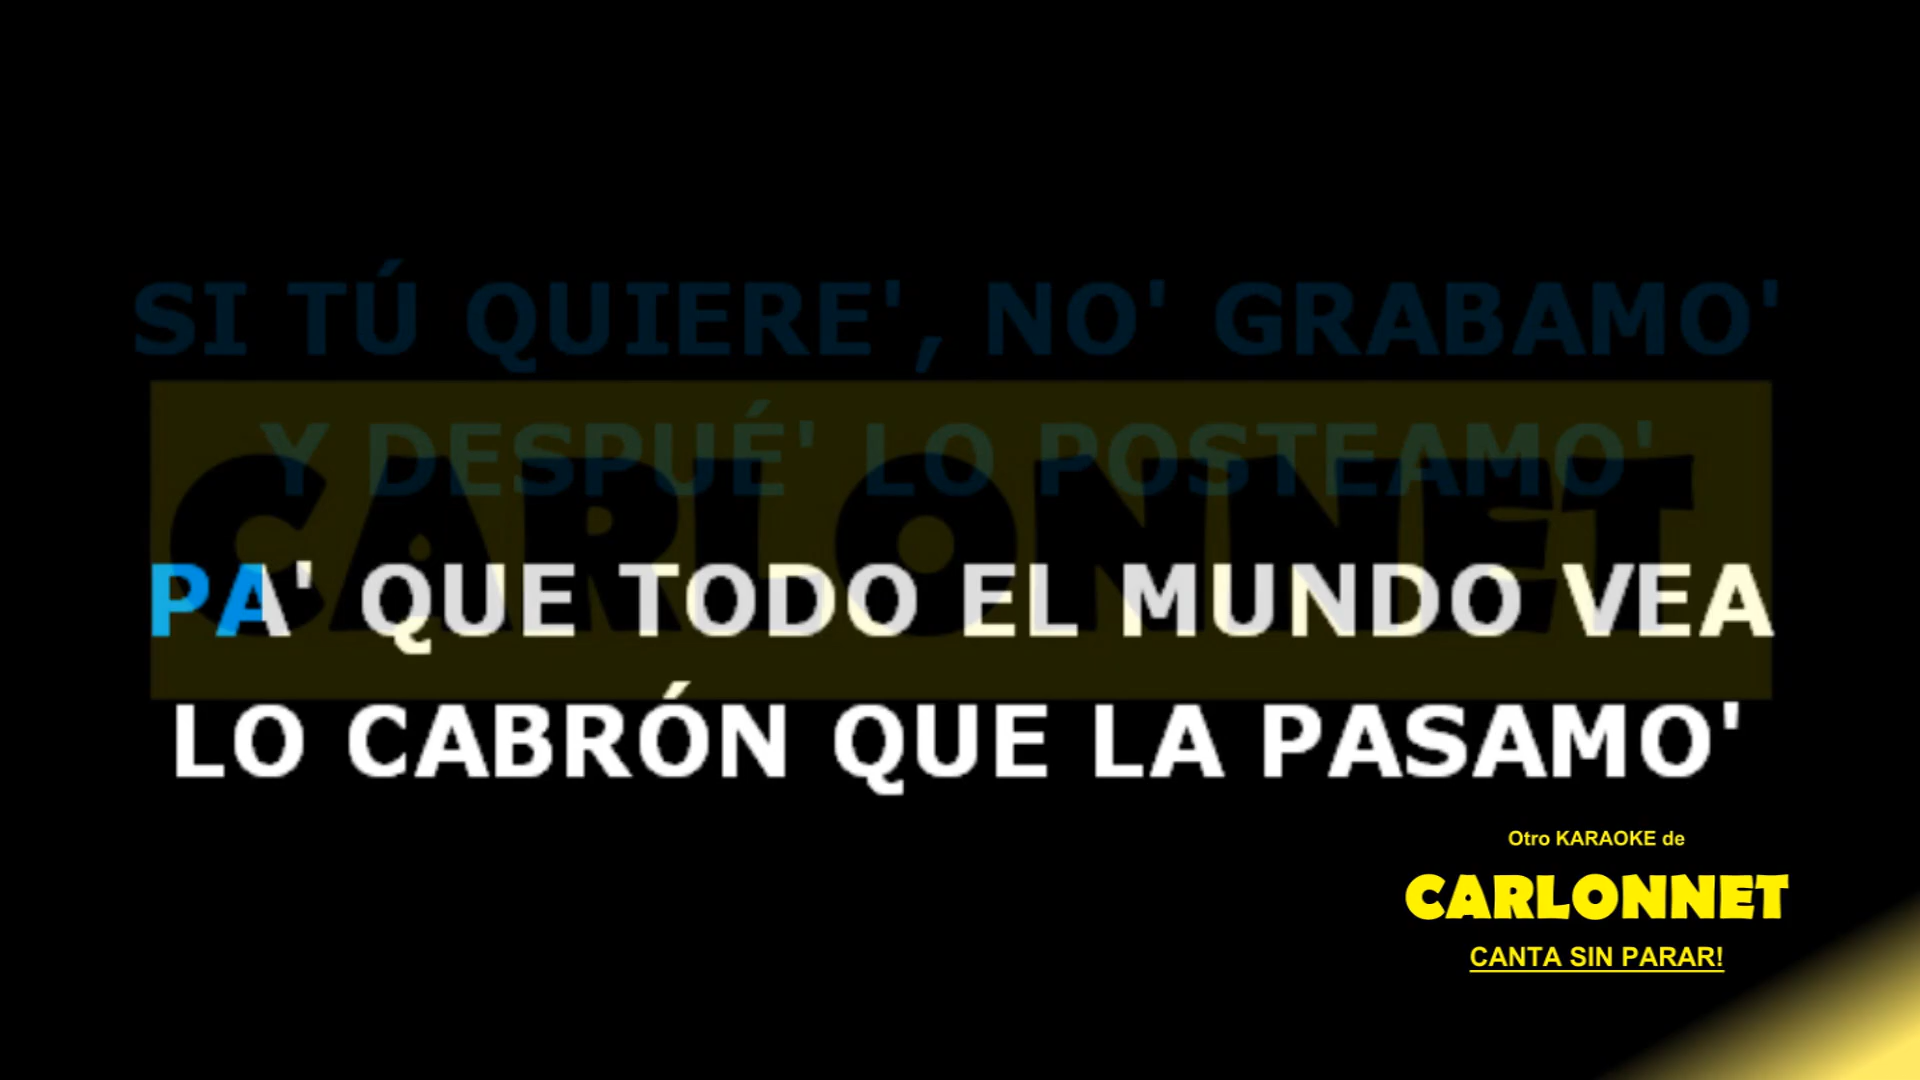 SI TÚ QUIERE', NO' GRABAMO'
Y DESPUÉ' LO POSTEAMO'
CARLONNET
PA' QUE TODO EL MUNDO VEA
LO CABRÓN QUE LA PASAMO'
Otro KARAOKE de
CARLONNET
CANTA SIN PARAR!